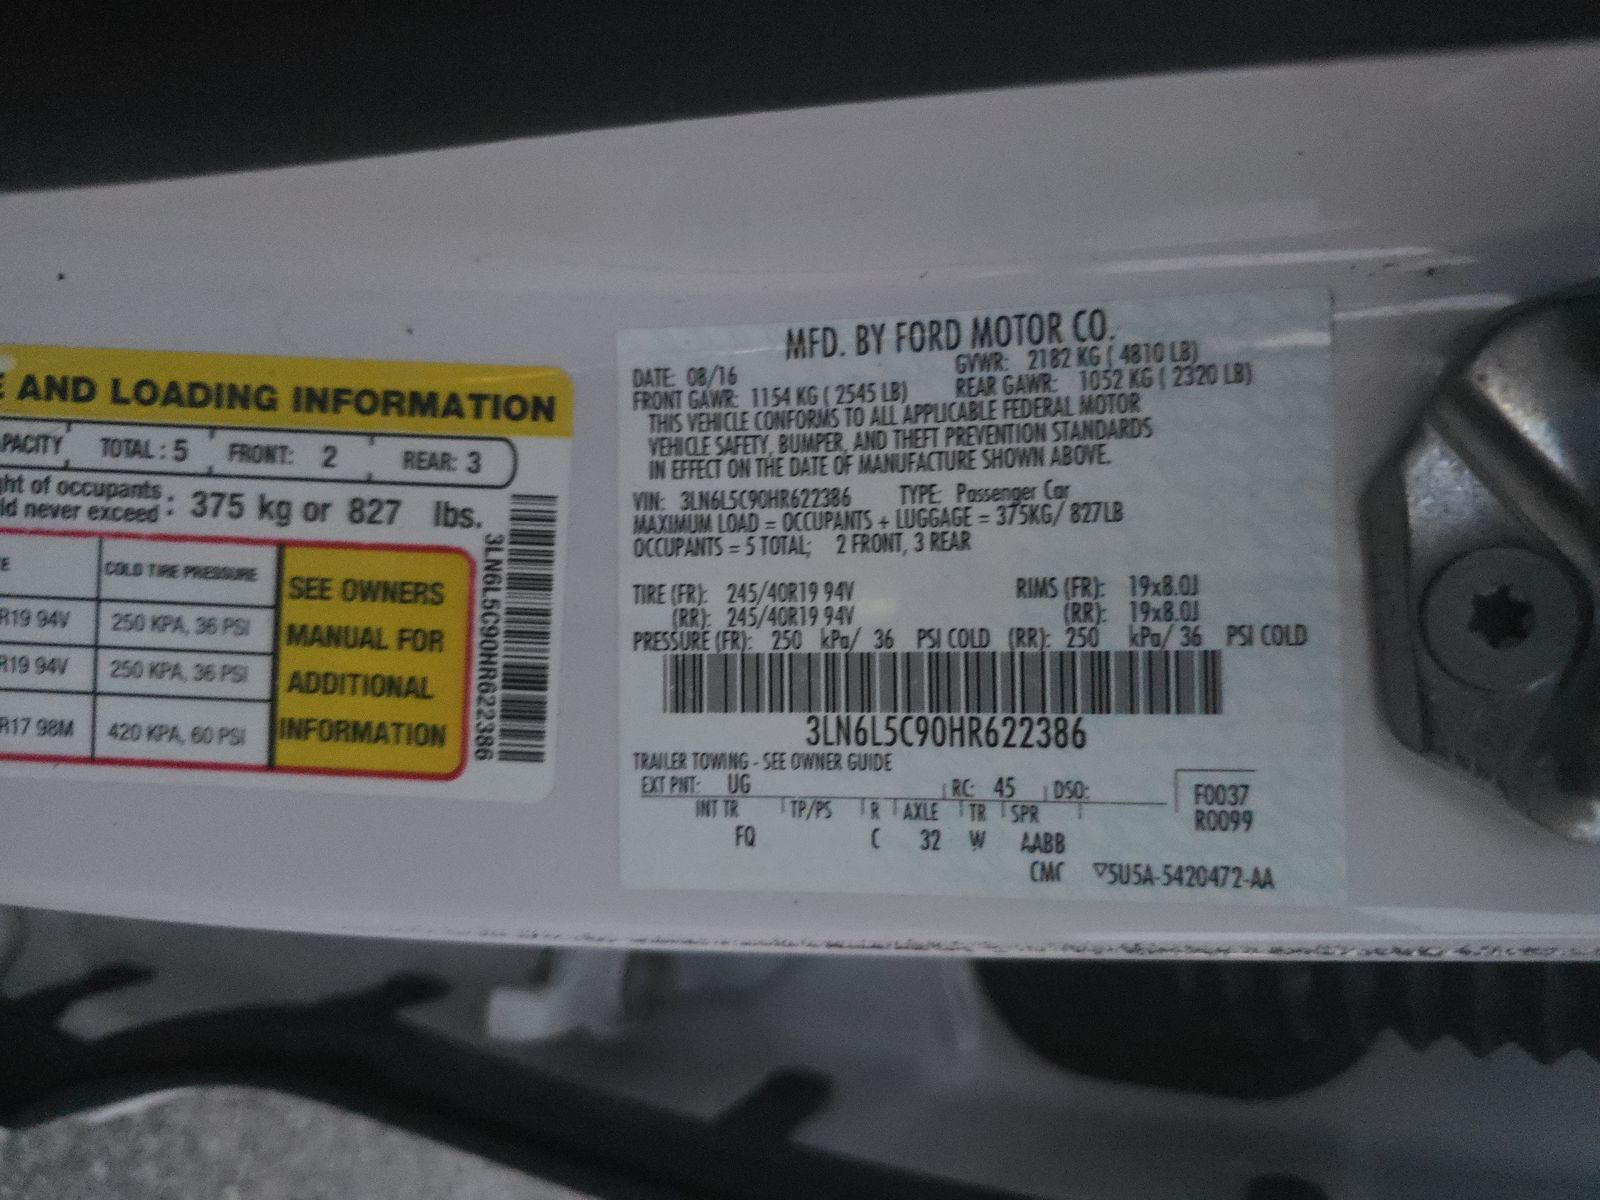 E AND LOADING INFORMATION
PACITY TOTAL : 5 FRONT: 2 REAR: 3
ght of occupants
ld never exceed : 375 kg or 827 lbs.
E COLD TIRE PRESSURE
R19 94V 250 KPA, 36 PSI
R19 94V 250 KPA, 36 PSI
R17 98M 420 KPA, 60 PSI
SEE OWNERS
MANUAL FOR
ADDITIONAL
INFORMATION
3LN6L5C90HR622386
MFD. BY FORD MOTOR CO.
DATE: 08/16 GVWR: 2182 KG ( 4810 LB)
FRONT GAWR: 1154 KG ( 2545 LB) REAR GAWR: 1052 KG ( 2320 LB)
THIS VEHICLE CONFORMS TO ALL APPLICABLE FEDERAL MOTOR
VEHICLE SAFETY, BUMPER, AND THEFT PREVENTION STANDARDS
IN EFFECT ON THE DATE OF MANUFACTURE SHOWN ABOVE.
VIN: 3LN6L5C90HR622386 TYPE: Passenger Car
MAXIMUM LOAD = OCCUPANTS + LUGGAGE = 375KG/ 827LB
OCCUPANTS = 5 TOTAL; 2 FRONT, 3 REAR
TIRE (FR): 245/40R19 94V RIMS (FR): 19x8.0J
(RR): 245/40R19 94V (RR): 19x8.0J
PRESSURE (FR): 250 kPa/ 36 PSI COLD (RR): 250 kPa/ 36 PSI COLD
3LN6L5C90HR622386
TRAILER TOWING - SEE OWNER GUIDE
EXT PNT: UG RC: 45 DSO: F0037
INT TR TP/PS R AXLE TR SPR R0099
FQ C 32 W AABB
CMC ▽5U5A-5420472-AA